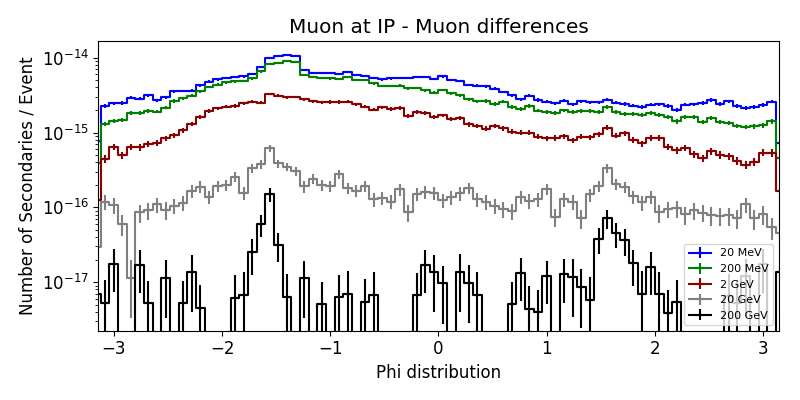 Muon at IP - Muon differences
Number of Secondaries / Event
10⁻¹⁴
10⁻¹⁵
10⁻¹⁶
10⁻¹⁷
20 MeV
200 MeV
2 GeV
20 GeV
200 GeV
−3 −2 −1 0 1 2 3
Phi distribution